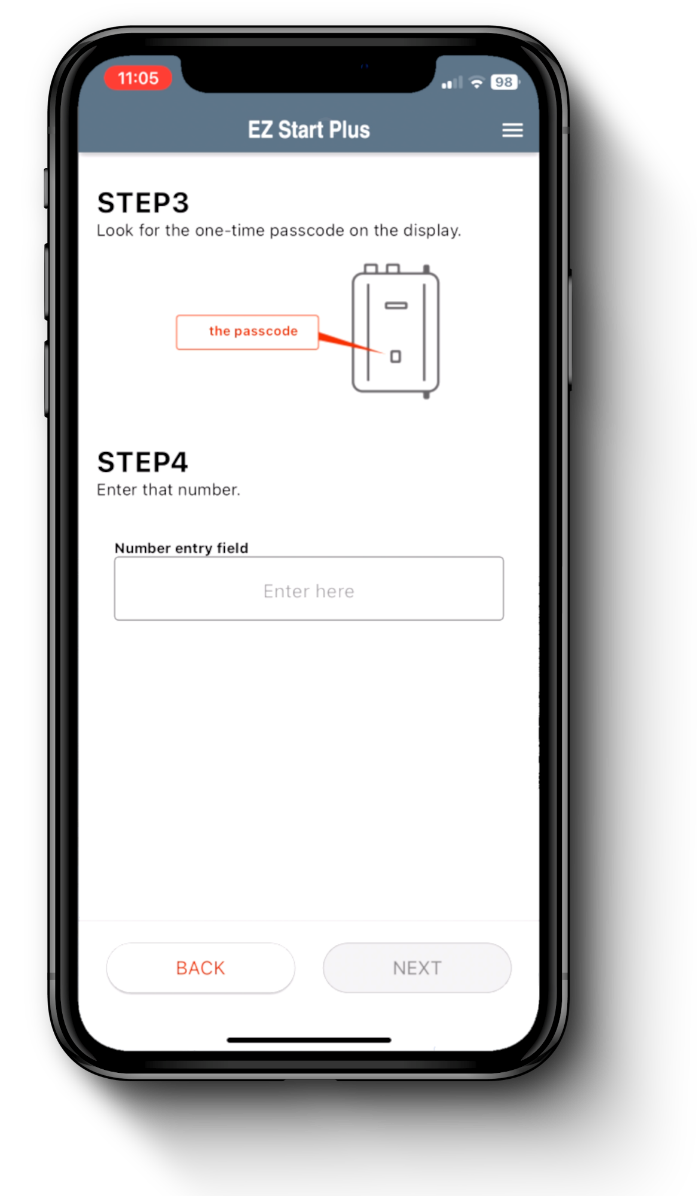 11:05
98
EZ Start Plus
STEP3
Look for the one-time passcode on the display.
the passcode
STEP4
Enter that number.
Number entry field
Enter here
BACK
NEXT